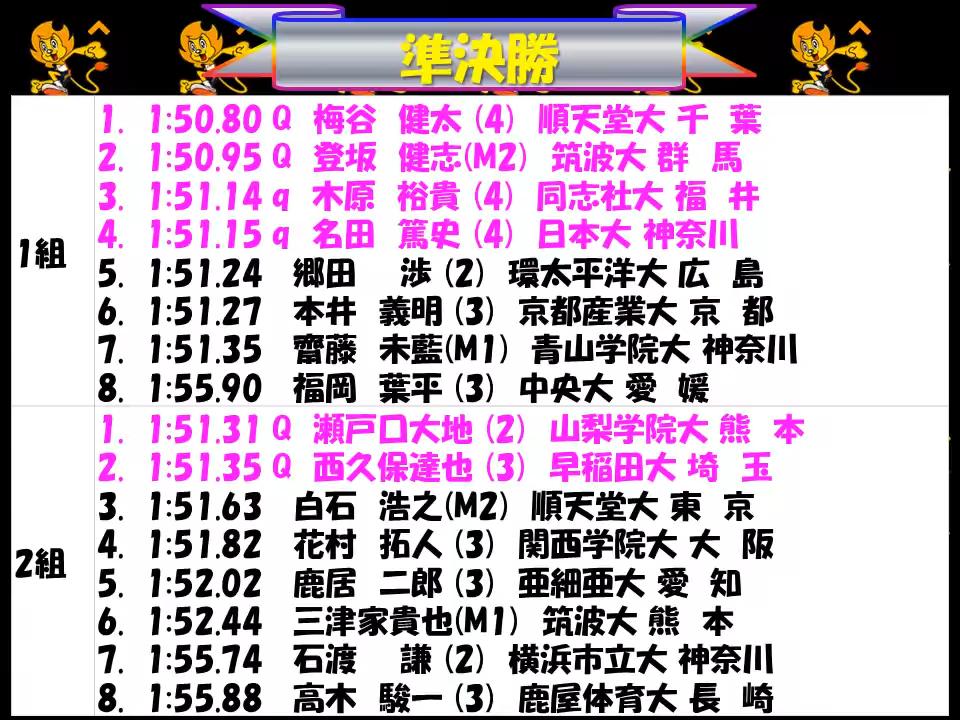 準決勝
1組
1. 1:50.80 Q 梅谷 健太 (4) 順天堂大 千 葉
2. 1:50.95 Q 登坂 健志(M2) 筑波大 群 馬
3. 1:51.14 q 木原 裕貴 (4) 同志社大 福 井
4. 1:51.15 q 名田 篤史 (4) 日本大 神奈川
5. 1:51.24 郷田 渉 (2) 環太平洋大 広 島
6. 1:51.27 本井 義明 (3) 京都産業大 京 都
7. 1:51.35 齋藤 未藍(M1) 青山学院大 神奈川
8. 1:55.90 福岡 葉平 (3) 中央大 愛 媛
2組
1. 1:51.31 Q 瀬戸口大地 (2) 山梨学院大 熊 本
2. 1:51.35 Q 西久保達也 (3) 早稲田大 埼 玉
3. 1:51.63 白石 浩之(M2) 順天堂大 東 京
4. 1:51.82 花村 拓人 (3) 関西学院大 大 阪
5. 1:52.02 鹿居 二郎 (3) 亜細亜大 愛 知
6. 1:52.44 三津家貴也(M1) 筑波大 熊 本
7. 1:55.74 石渡 謙 (2) 横浜市立大 神奈川
8. 1:55.88 高木 駿一 (3) 鹿屋体育大 長 崎